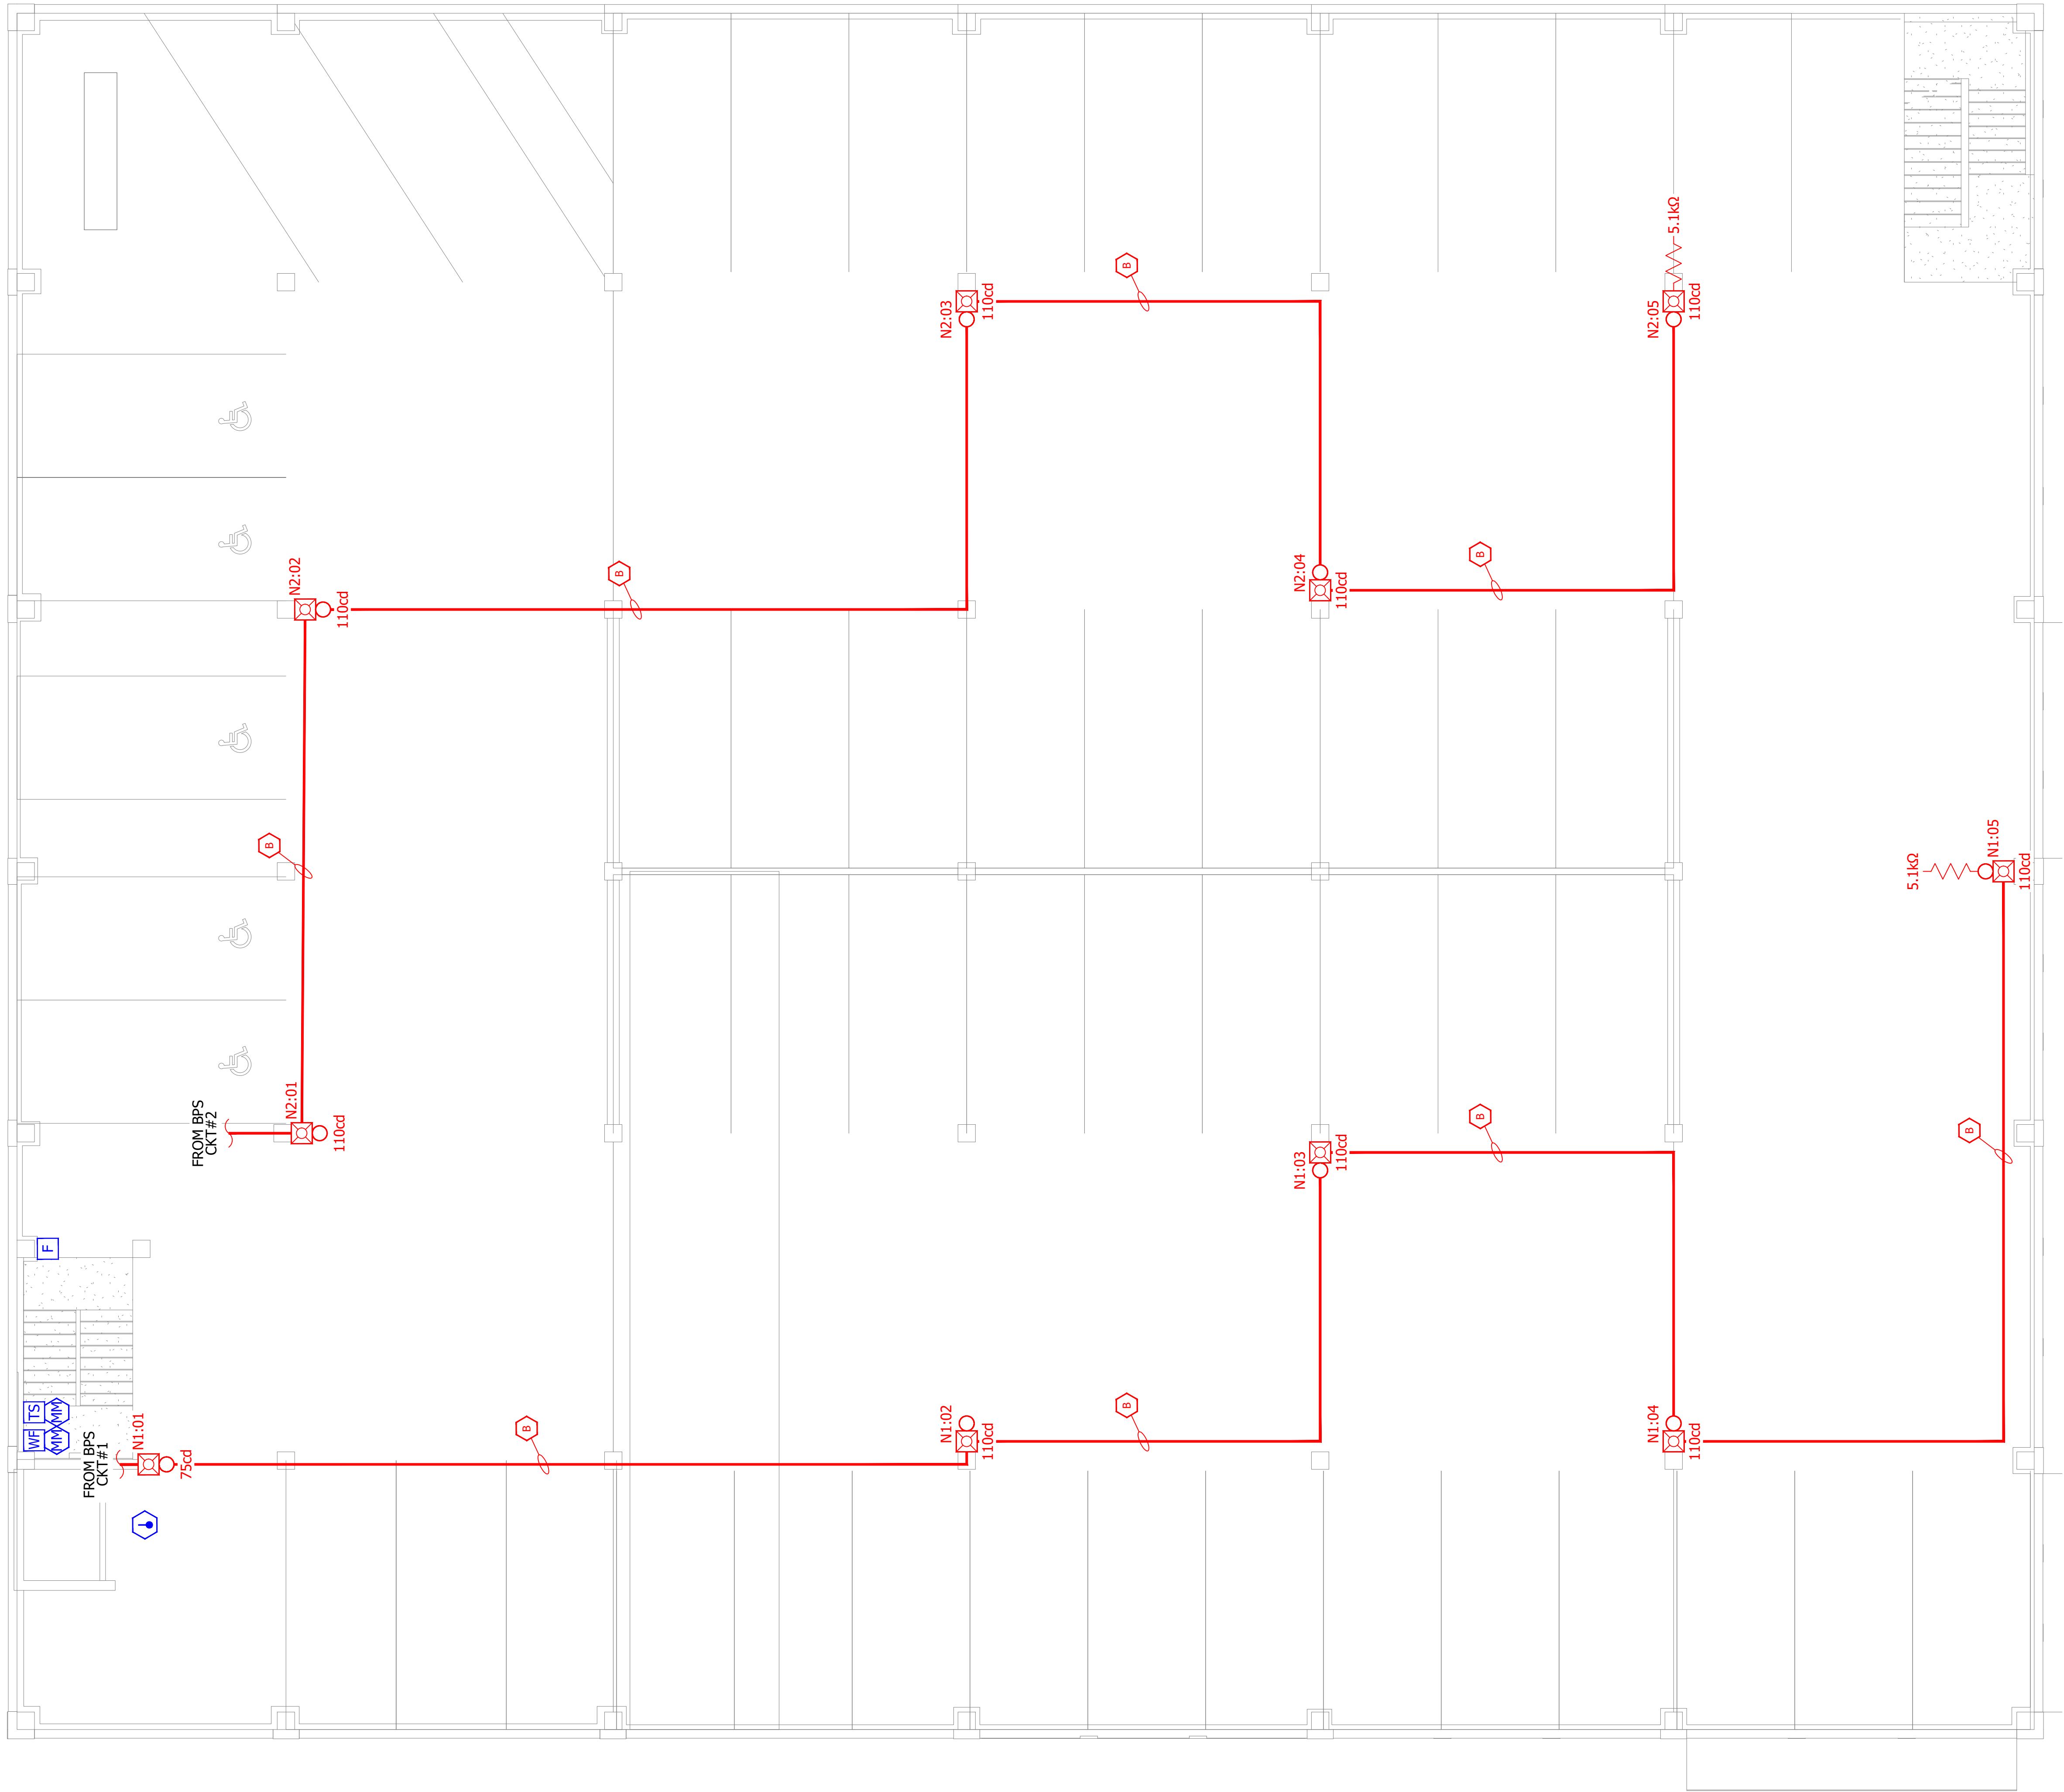 5.1kΩ
B
N2:03
110cd
N2:05
110cd
B
N2:02
110cd
B
N2:04
110cd
B
B
5.1kΩ
N1:05
110cd
N2:01
110cd
FROM BPS
CKT#2
B
B
N1:03
110cd
F
TS
MM
WF
MM
FROM BPS
CKT#1
N1:01
75cd
B
N1:02
110cd
B
N1:04
110cd